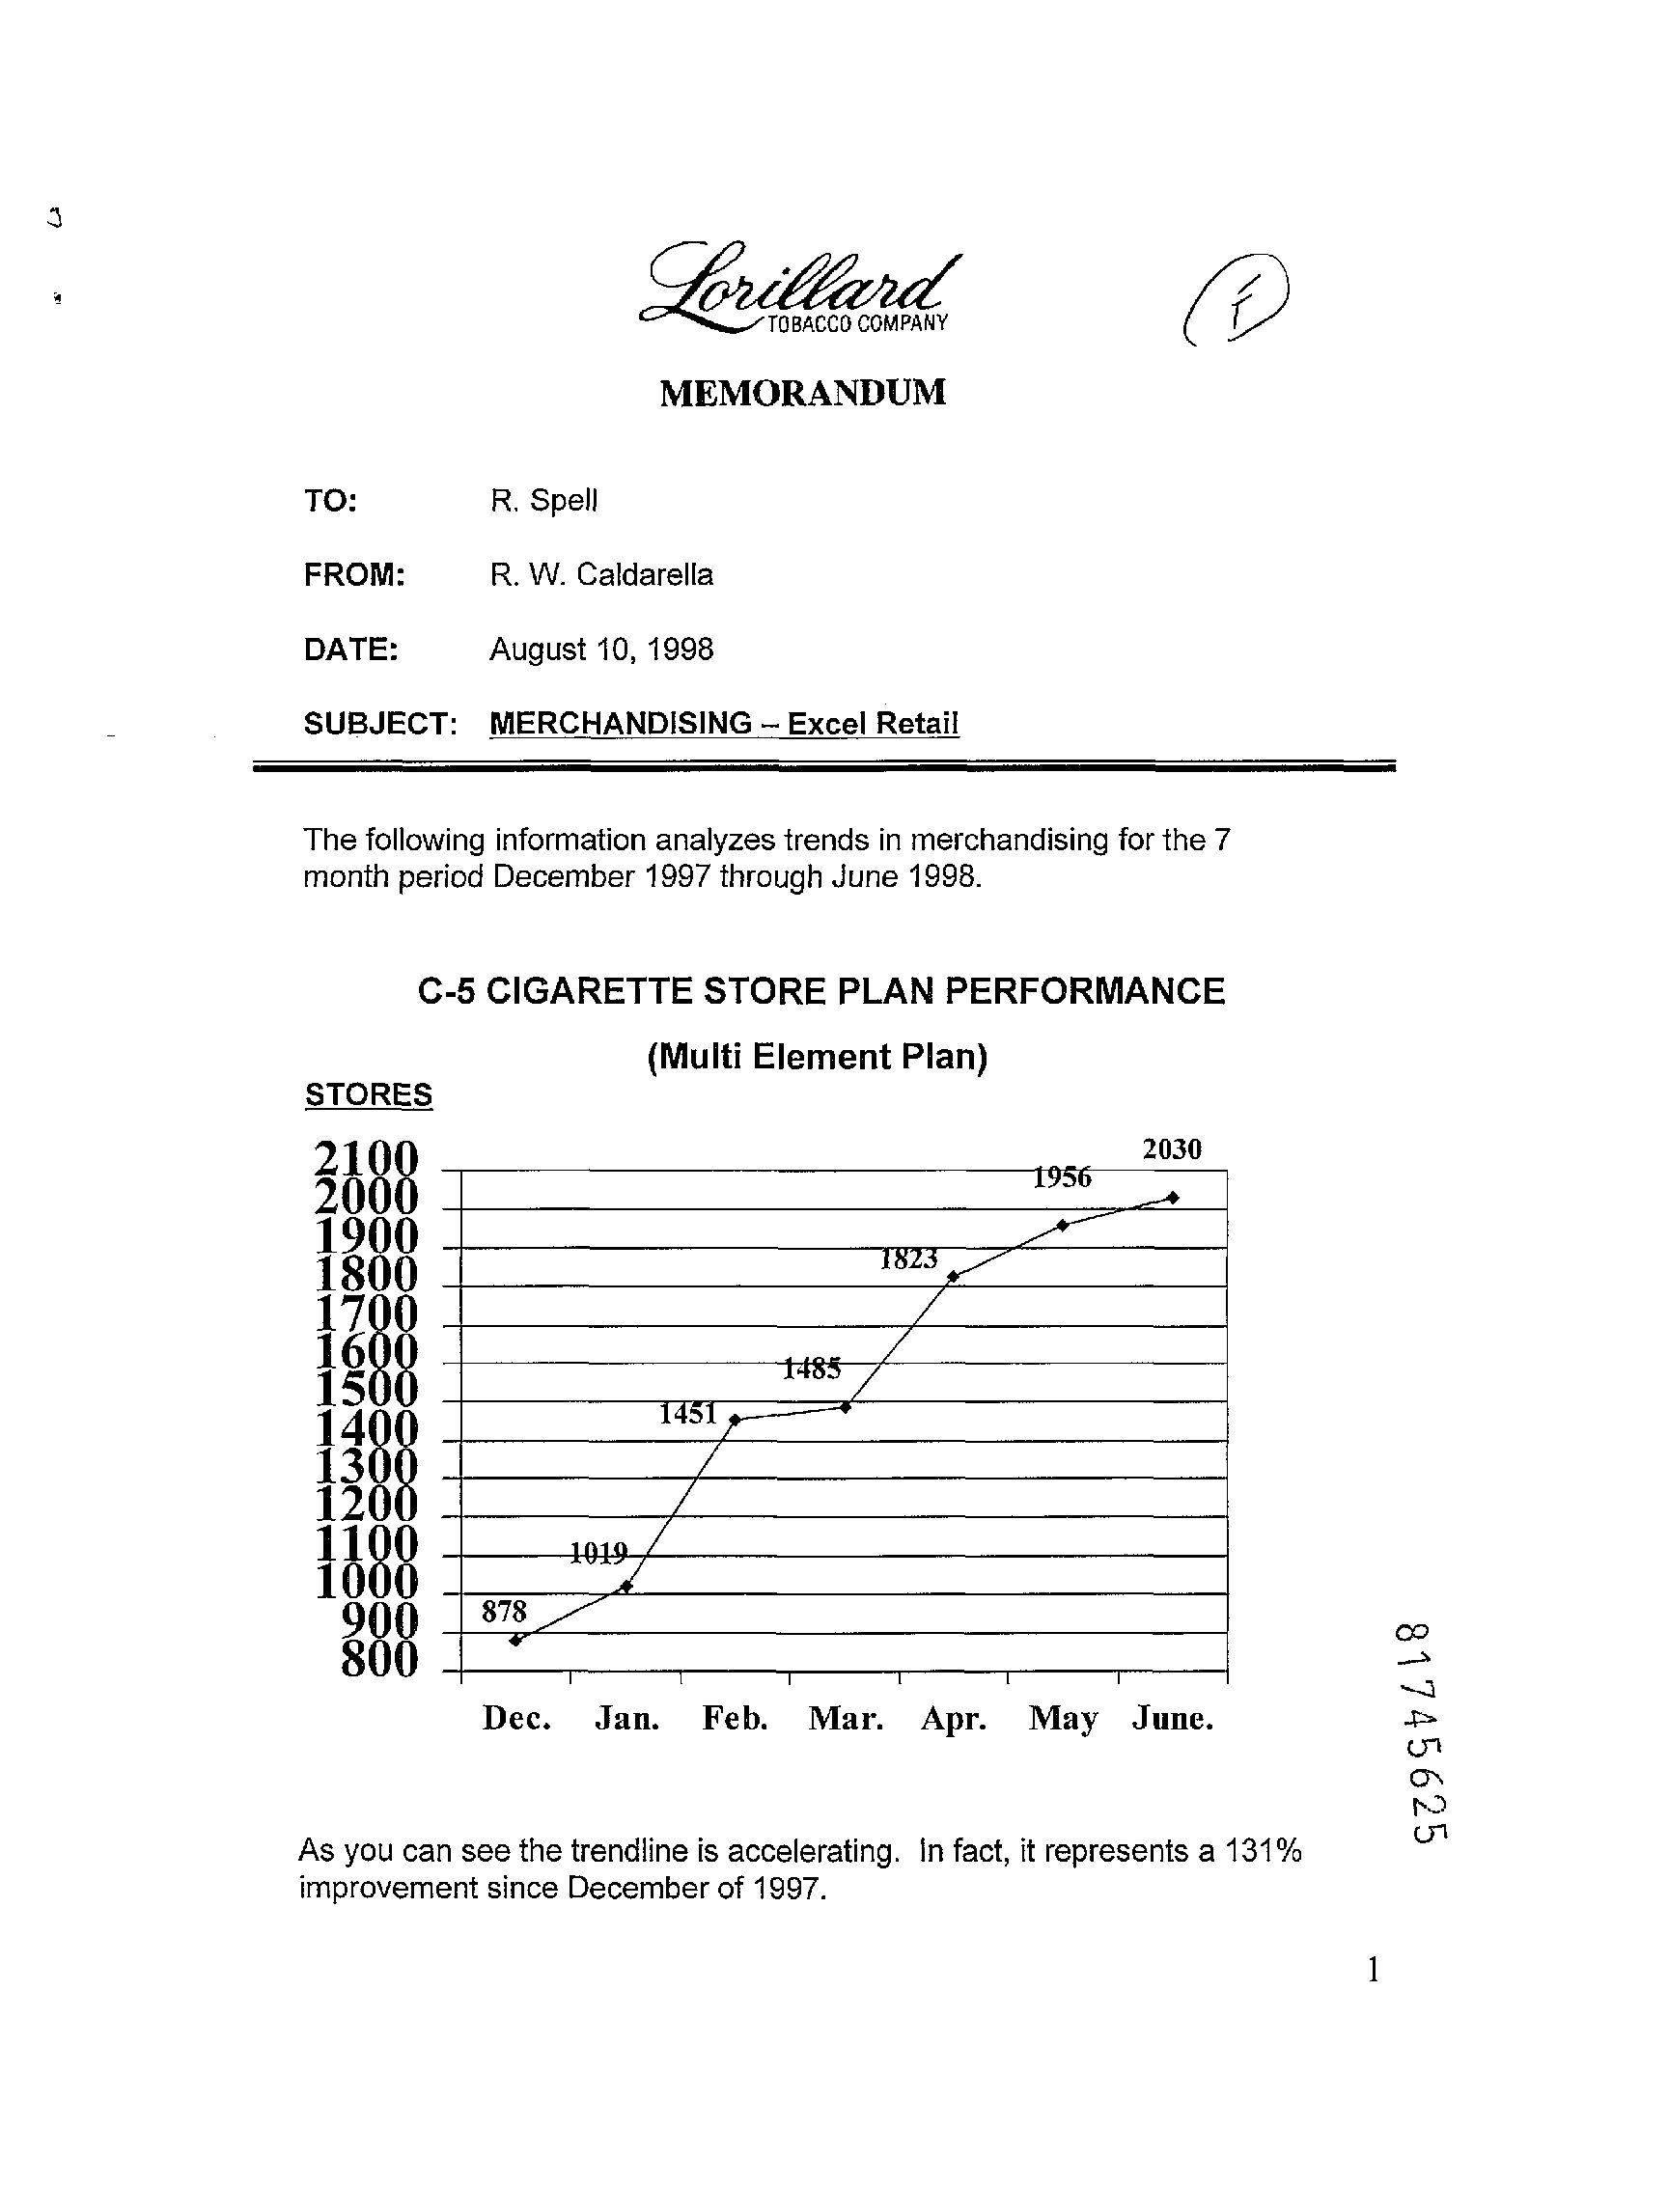 Lorillard
TOBACCO COMPANY
MEMORANDUM
TO: R. Spell
FROM: R. W. Caldarella
DATE: August 10, 1998
SUBJECT: MERCHANDISING – Excel Retail
The following information analyzes trends in merchandising for the 7
month period December 1997 through June 1998.
C-5 CIGARETTE STORE PLAN PERFORMANCE
(Multi Element Plan)
STORES
2100
2000
1900
1800
1700
1600
1500
1400
1300
1200
1100
1000
900
800
878
1019
1451
1485
1823
1956
2030
Dec. Jan. Feb. Mar. Apr. May June.
81745625
As you can see the trendline is accelerating. In fact, it represents a 131%
improvement since December of 1997.
1